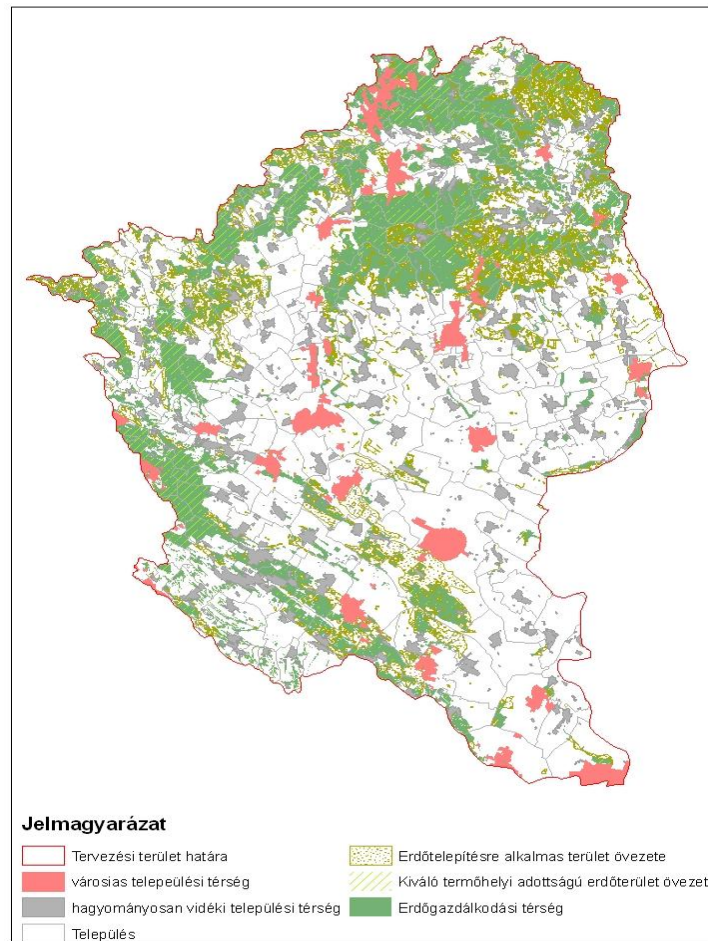 Jelmagyarázat
Tervezési terület határa
városias telepeülési térség
hagyományosan vidéki települési térség
Település
Erdőtelepítésre alkalmas terület övezete
Kiváló termőhelyi adottságú erdőterület övezet
Erdőgazdálkodási térség